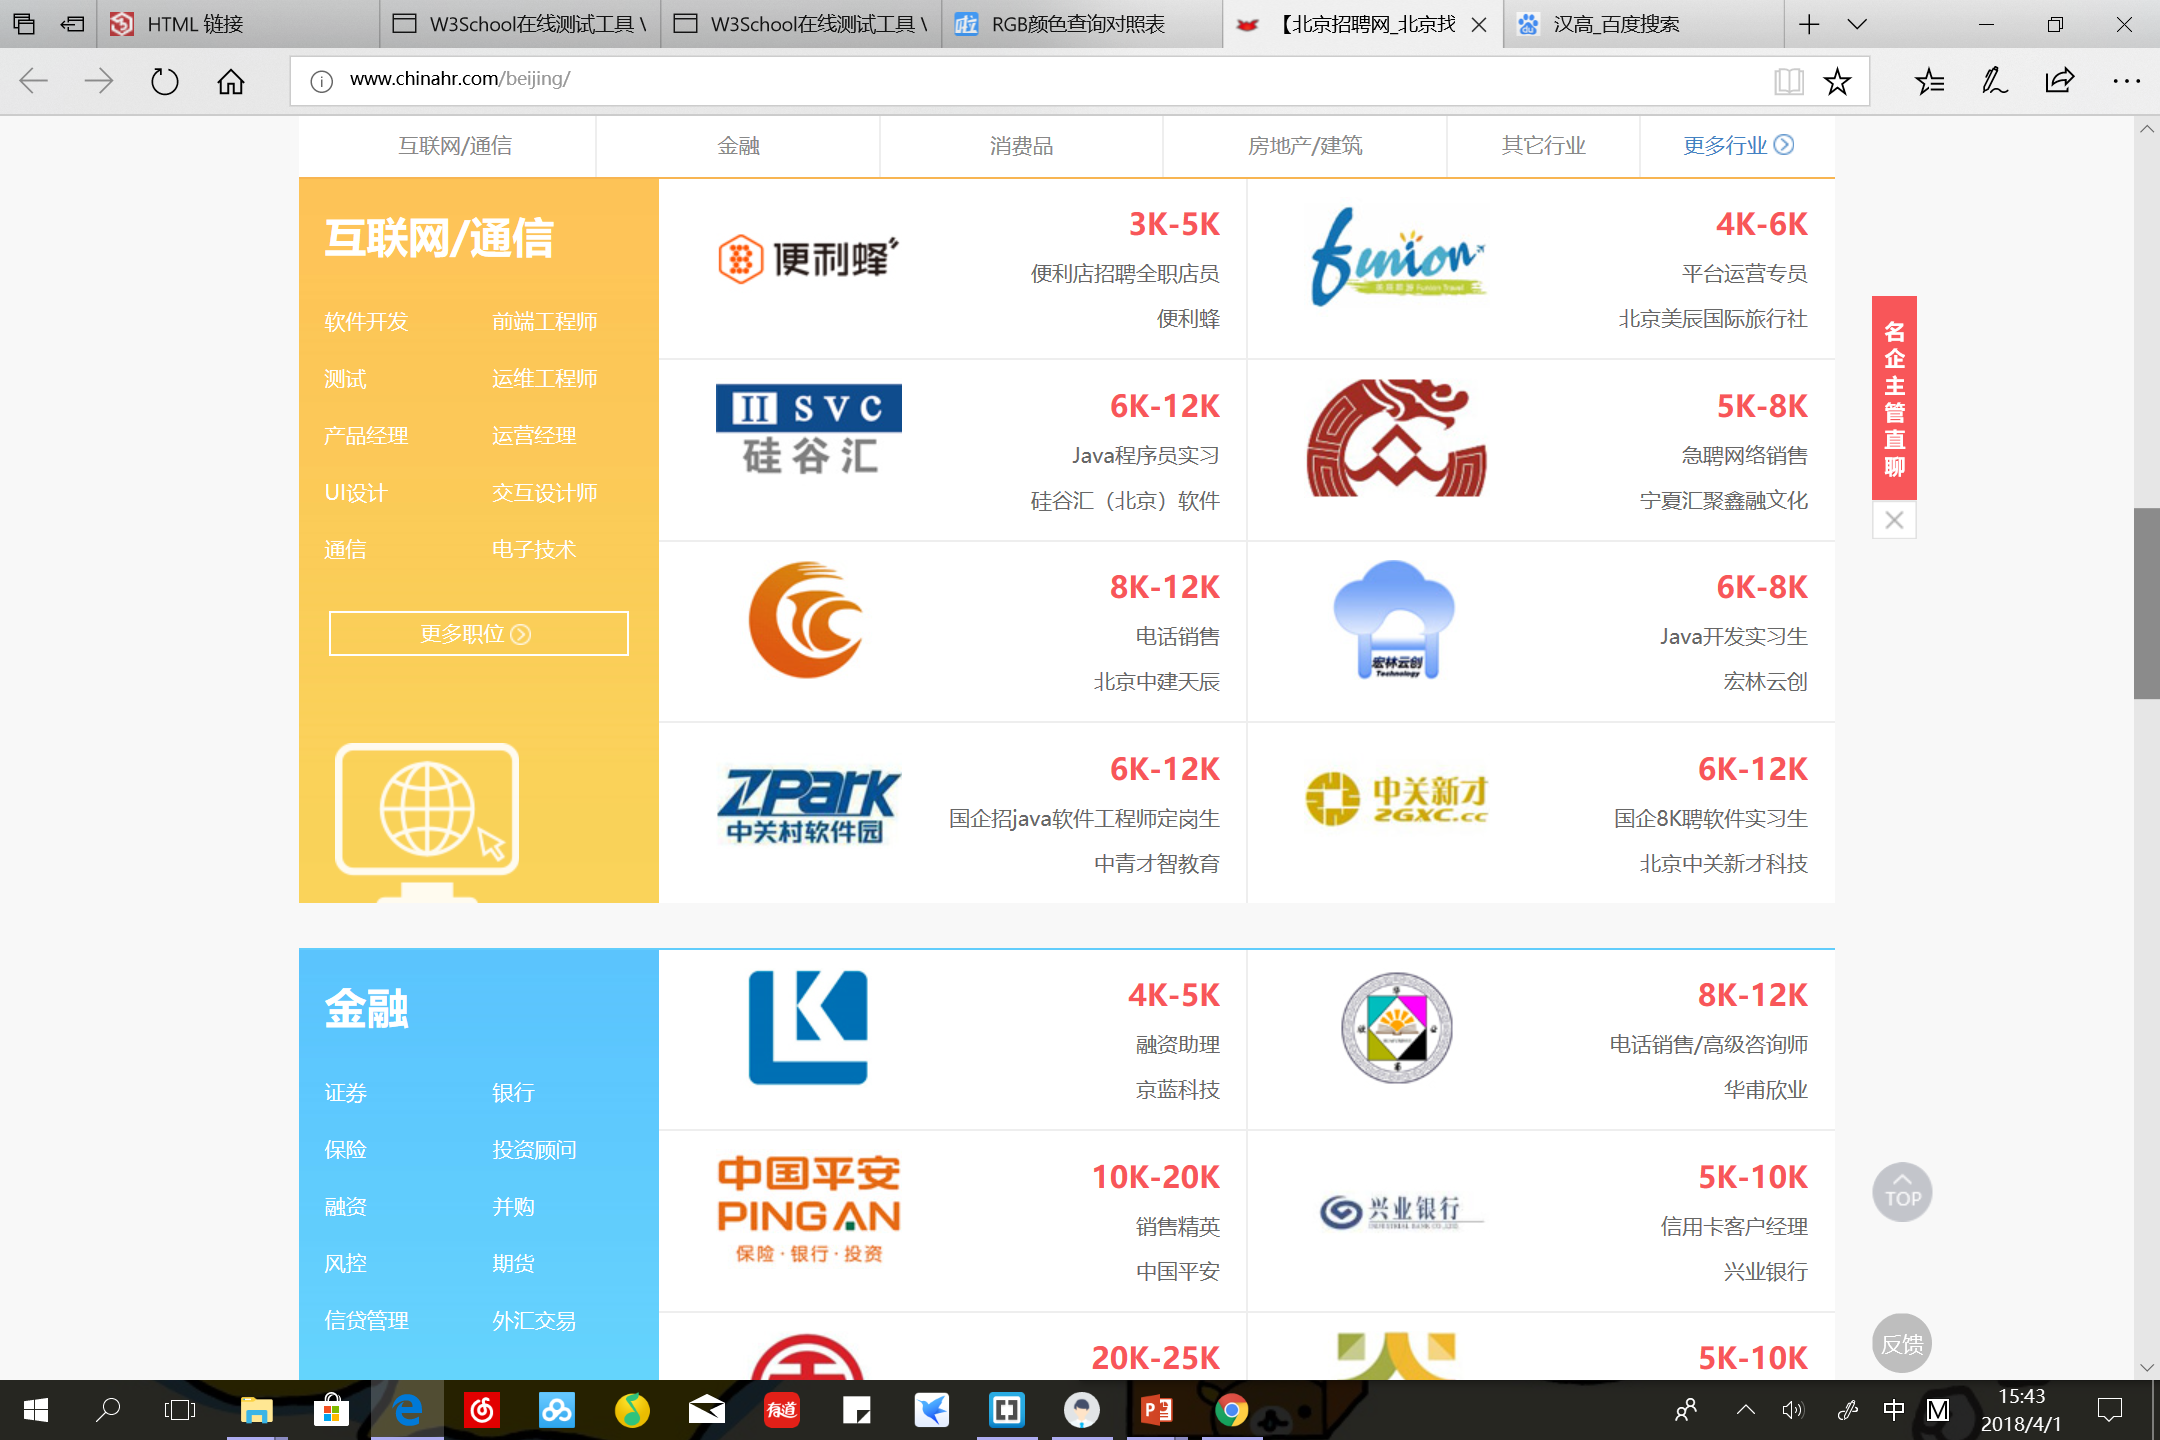 HTML 链接
W3School在线测试工具 \
W3School在线测试工具 \
RGB颜色查询对照表
【北京招聘网_北京找
汉高_百度搜索
www.chinahr.com/beijing/
互联网/通信
金融
消费品
房地产/建筑
其它行业
更多行业
互联网/通信
软件开发 前端工程师
测试 运维工程师
产品经理 运营经理
UI设计 交互设计师
通信 电子技术
更多职位
便利蜂
3K-5K
便利店招聘全职店员
便利蜂
funion
Funion Travel
4K-6K
平台运营专员
北京美辰国际旅行社
II SVC
硅谷汇
6K-12K
Java程序员实习
硅谷汇（北京）软件
5K-8K
急聘网络销售
宁夏汇聚鑫融文化
8K-12K
电话销售
北京中建天辰
宏林云创
Technology
6K-8K
Java开发实习生
宏林云创
ZPark
中关村软件园
6K-12K
国企招java软件工程师定岗生
中青才智教育
中关新才
ZGXC.cc
6K-12K
国企8K聘软件实习生
北京中关新才科技
名企主管直聊
金融
证券 银行
保险 投资顾问
融资 并购
风控 期货
信贷管理 外汇交易
4K-5K
融资助理
京蓝科技
8K-12K
电话销售/高级咨询师
华甫欣业
中国平安
PINGAN
保险·银行·投资
10K-20K
销售精英
中国平安
兴业银行
INDUSTRIAL BANK CO.,LTD.
5K-10K
信用卡客户经理
兴业银行
20K-25K
5K-10K
TOP
反馈
有道
中
M
15:43
2018/4/1